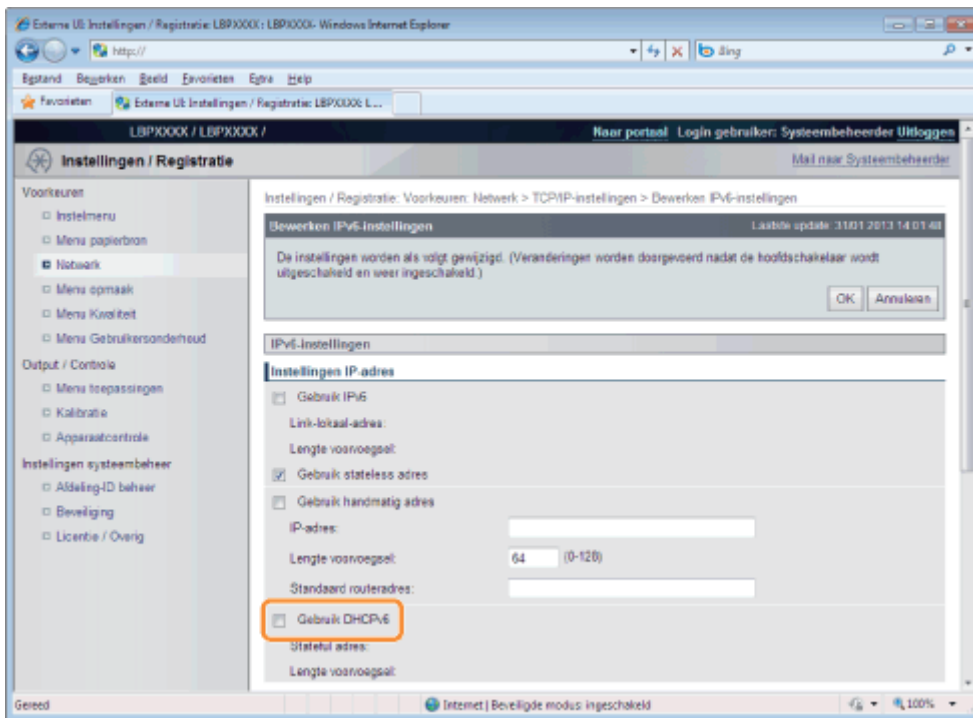 Externe UI: Instellingen / Registratie: LBPXXXX : LBPXXXX- Windows Internet Explorer
http://
Bing
Bestand Bewerken Beeld Favorieten Extra Help
Favorieten Externe UI: Instellingen / Registratie: LBPXXXX: L...
LBPXXXX / LBPXXXX /
Naar portaal Login gebruiker: Systeembeheerder Uitloggen
Instellingen / Registratie
Mail naar Systeembeheerder
Voorkeuren
Instelmenu
Menu papierbron
Netwerk
Menu opmaak
Menu Kwaliteit
Menu Gebruikersonderhoud
Output / Controle
Menu toepassingen
Kalibratie
Apparaatcontrole
Instellingen systeembeheer
Afdeling-ID beheer
Beveiliging
Licentie / Overig
Instellingen / Registratie: Voorkeuren: Netwerk > TCP/IP-instellingen > Bewerken IPv6-instellingen
Bewerken IPv6-instellingen
Laatste update: 31/01 2013 14:01:48
De instellingen worden als volgt gewijzigd. (Veranderingen worden doorgevoerd nadat de hoofdschakelaar wordt
uitgeschakeld en weer ingeschakeld.)
OK Annuleren
IPv6-instellingen
Instellingen IP-adres
Gebruik IPv6
Link-lokaal-adres:
Lengte voorvoegsel:
Gebruik stateless adres
Gebruik handmatig adres
IP-adres:
Lengte voorvoegsel: 64 (0-128)
Standaard routeradres:
Gebruik DHCPv6
Stateful adres:
Lengte voorvoegsel:
Gereed
Internet | Beveiligde modus: ingeschakeld
100%